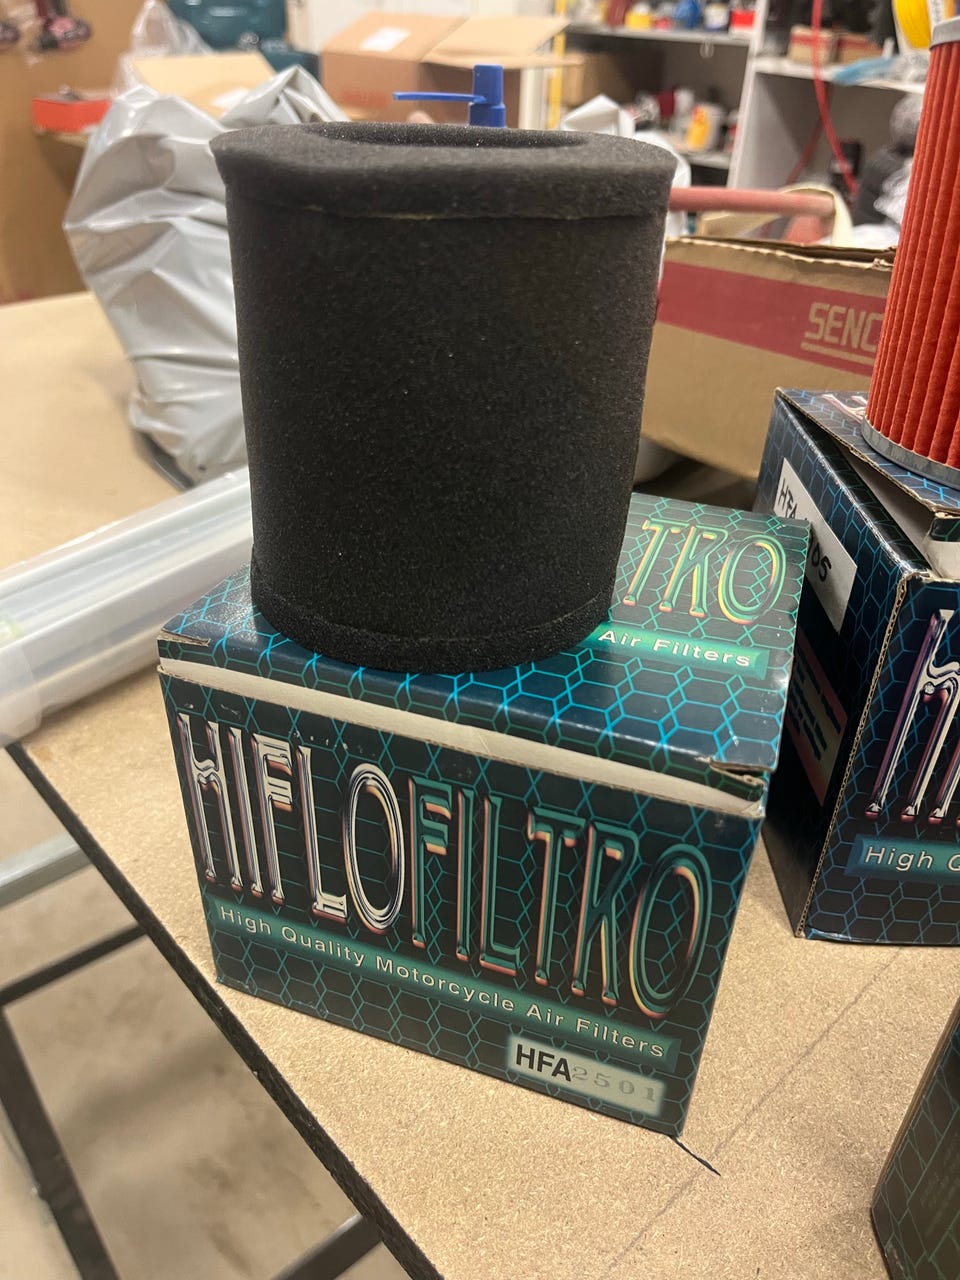 SENC
TRO
Air Filters
HIFLOFILTRO
High Quality Motorcycle Air Filters
HFA2501
High Q